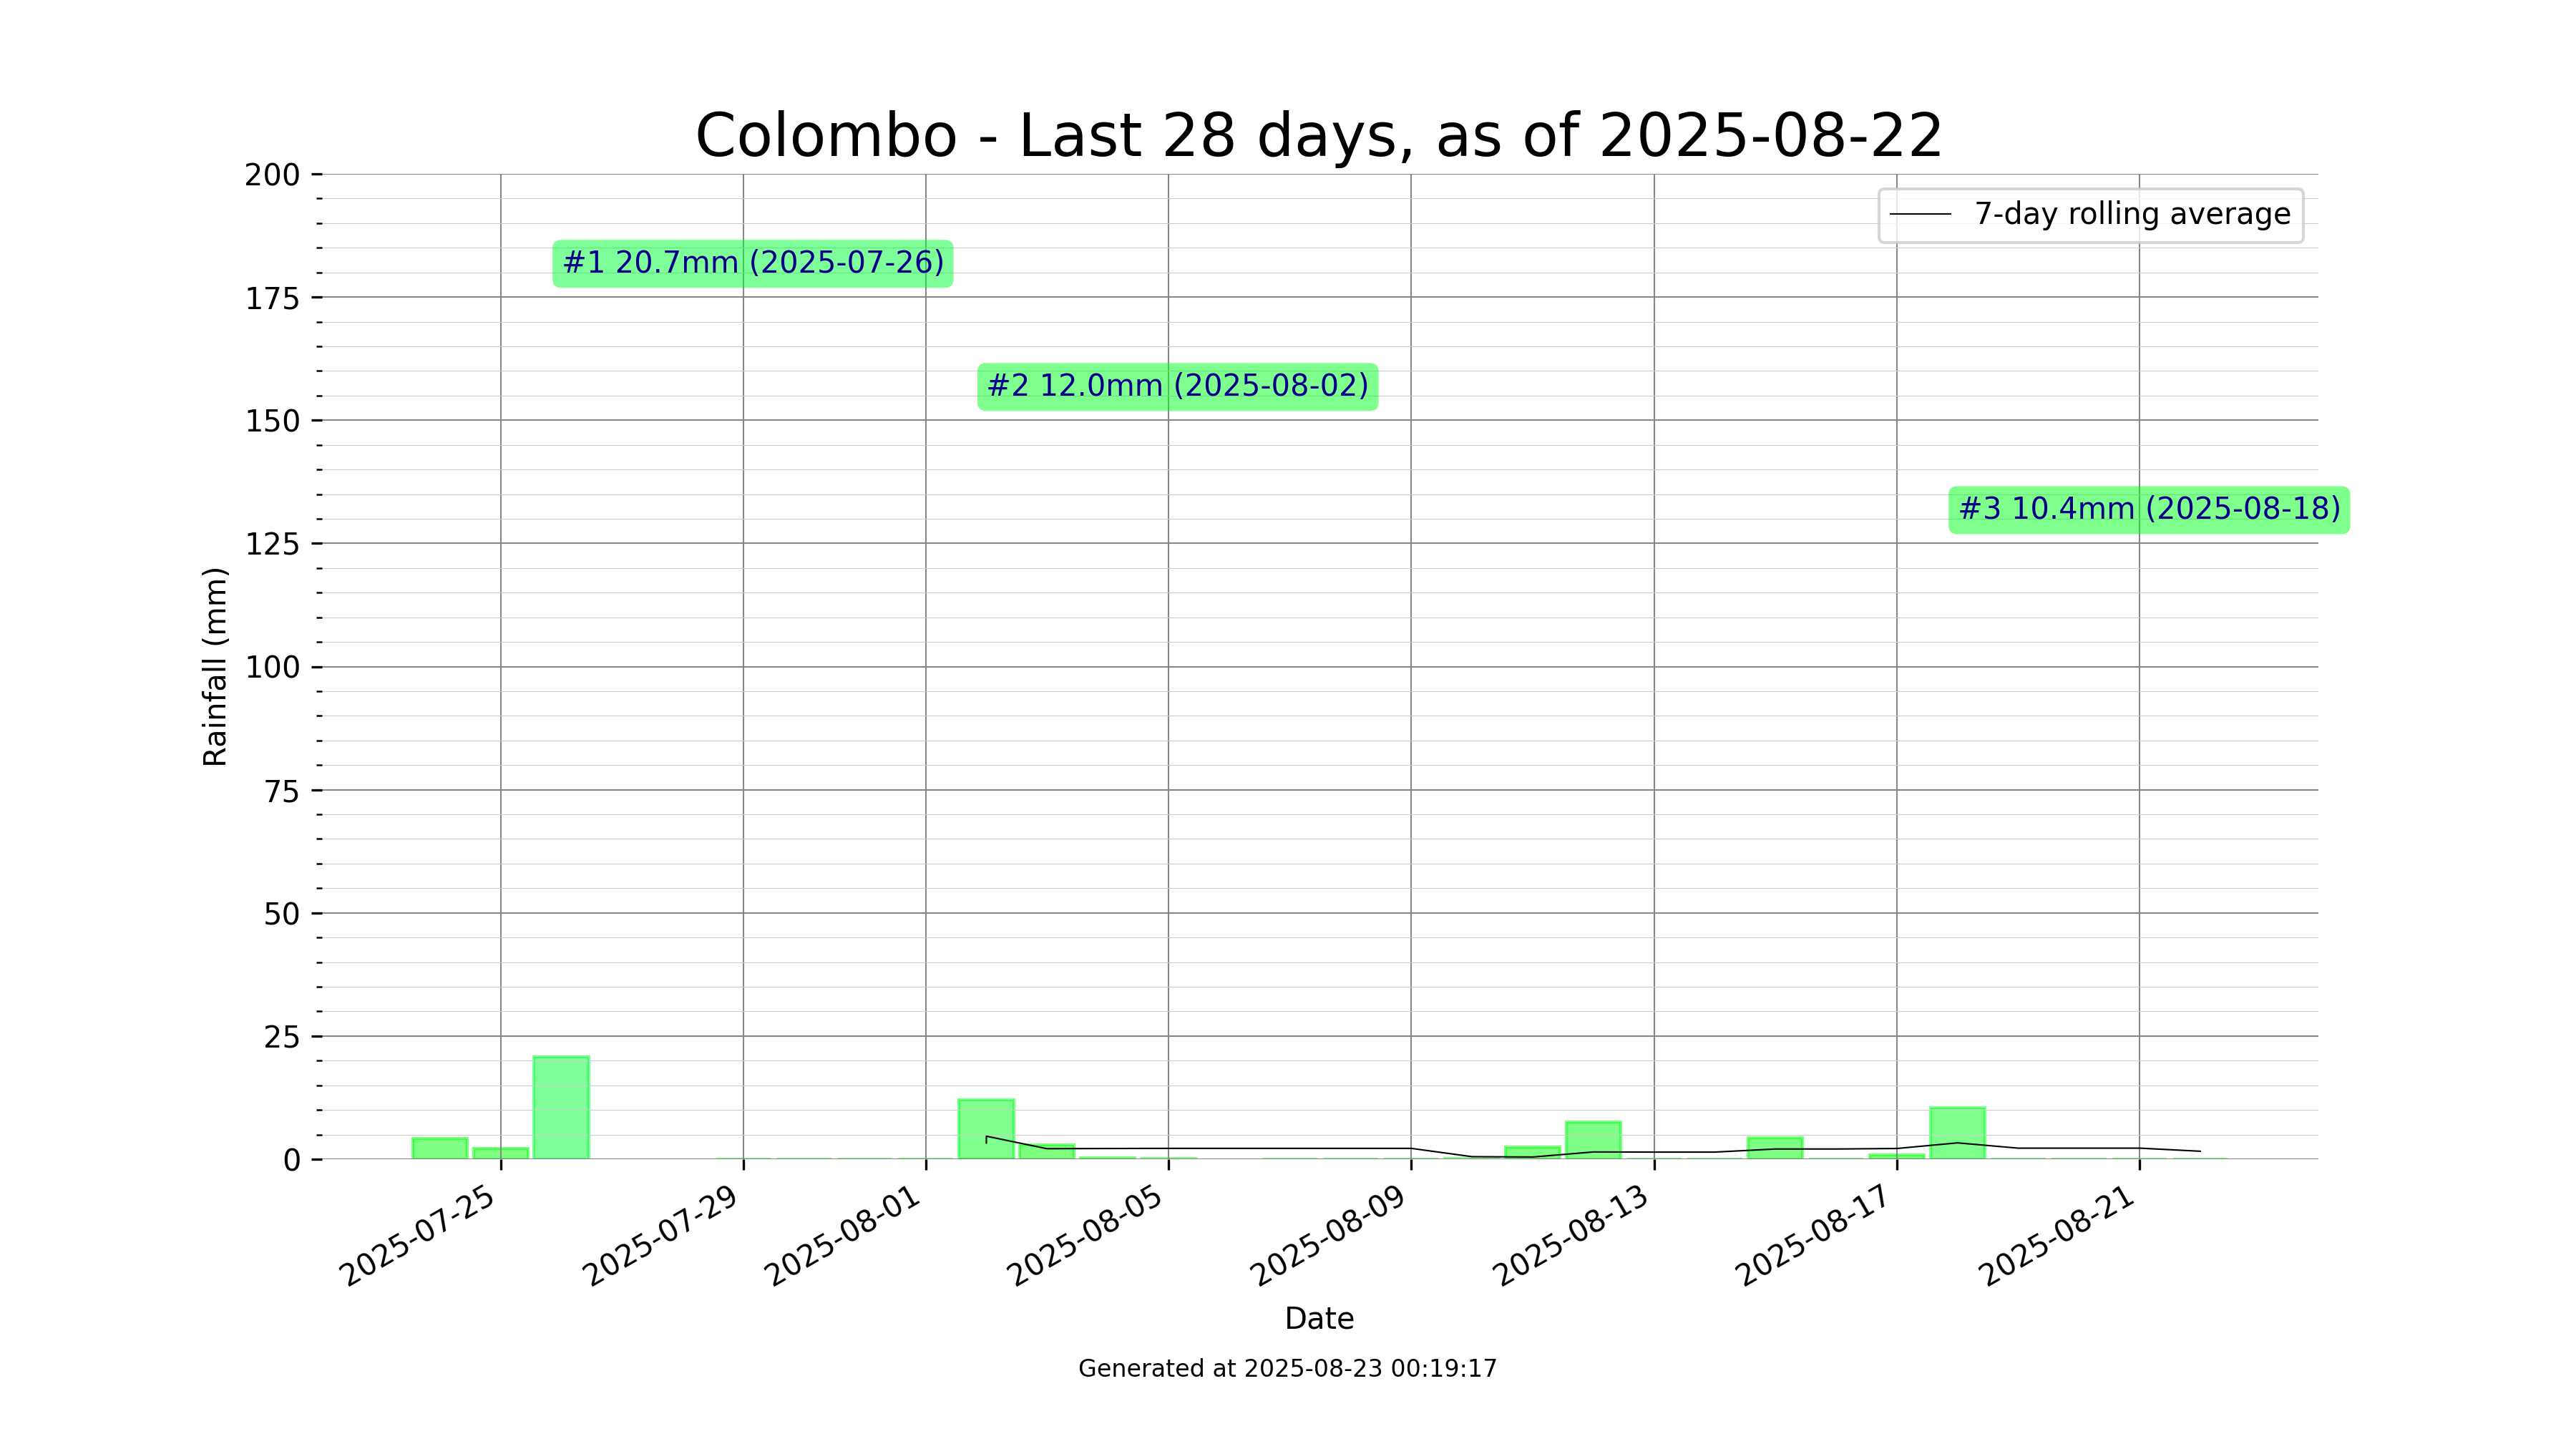 Colombo - Last 28 days, as of 2025-08-22
7-day rolling average
#1 20.7mm (2025-07-26)
#2 12.0mm (2025-08-02)
#3 10.4mm (2025-08-18)
Rainfall (mm)
200
175
150
125
100
75
50
25
0
2025-07-25
2025-07-29
2025-08-01
2025-08-05
2025-08-09
2025-08-13
2025-08-17
2025-08-21
Date
Generated at 2025-08-23 00:19:17